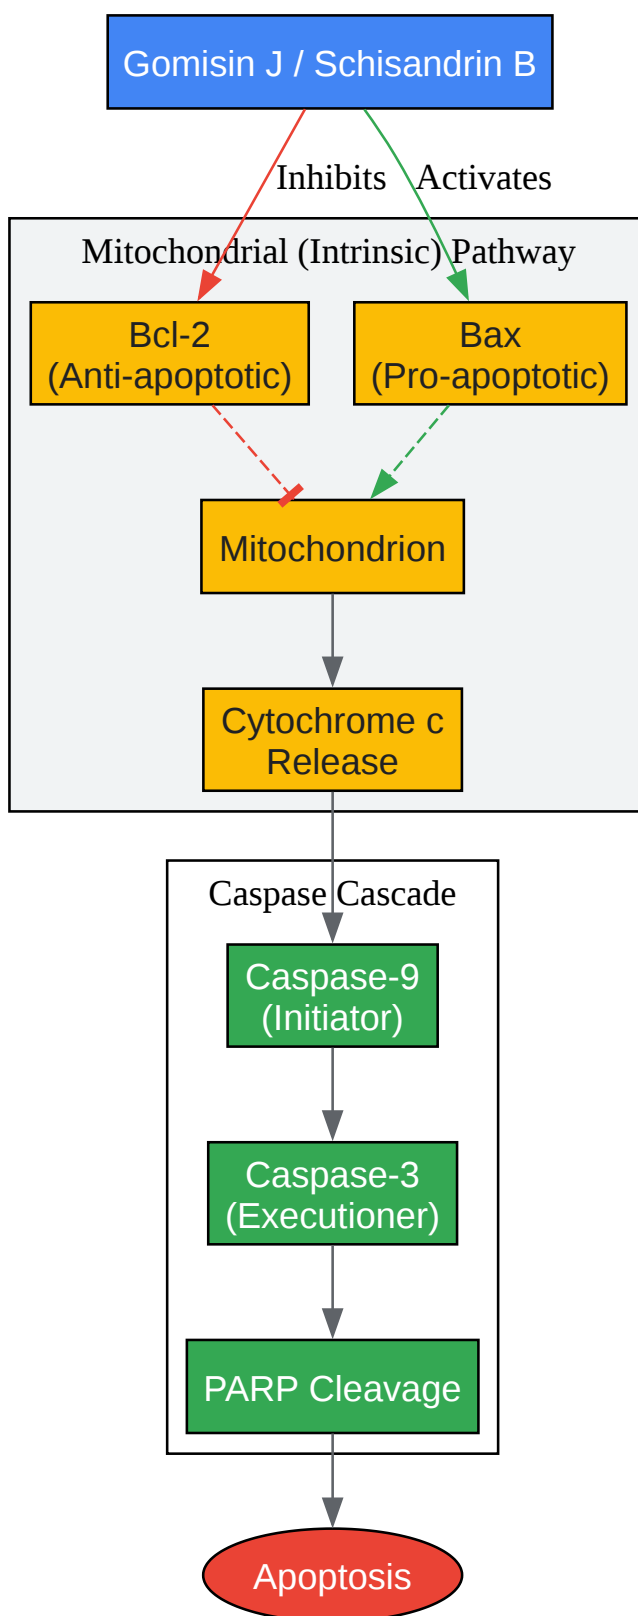 Gomisin J / Schisandrin B
Inhibits
Activates
Mitochondrial (Intrinsic) Pathway
Bcl-2
(Anti-apoptotic)
Bax
(Pro-apoptotic)
Mitochondrion
Cytochrome c
Release
Caspase Cascade
Caspase-9
(Initiator)
Caspase-3
(Executioner)
PARP Cleavage
Apoptosis